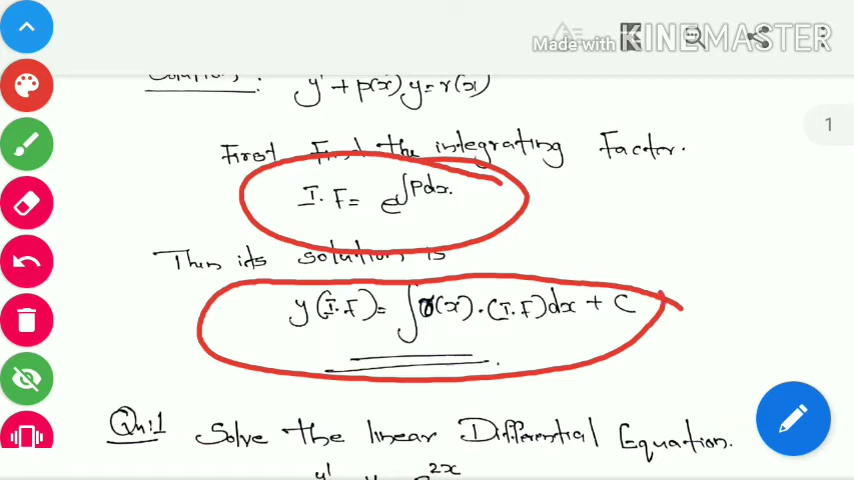 Made with KINEMASTER
Solution: y' + p(x) y = r(x)
1
First Find the integrating Factor.
I.F = e^∫Pdx.
Then its solution is
y(I.F) = ∫r(x).(I.F)dx + C
Qn:1 Solve the linear Differential Equation.